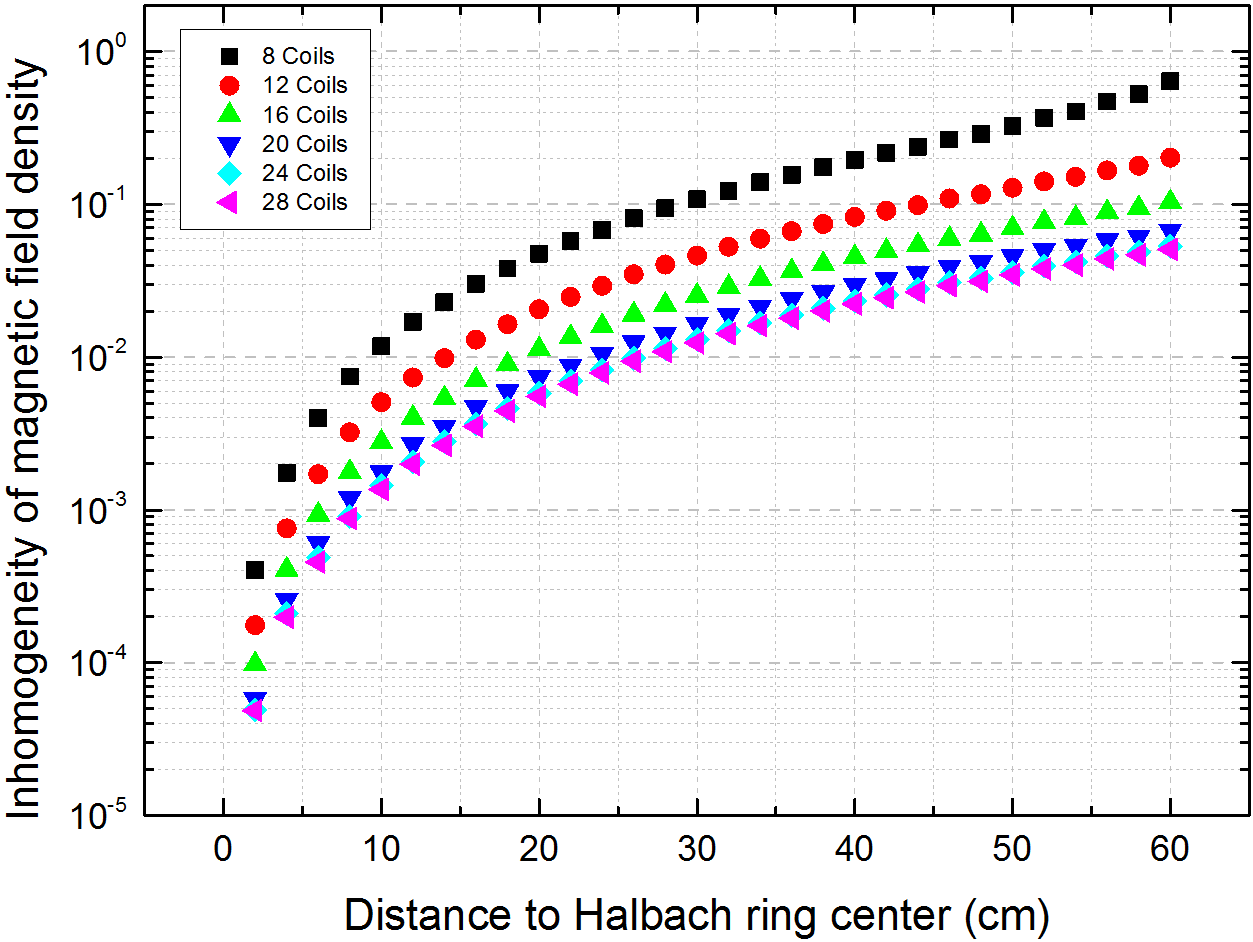 Inhomogeneity of magnetic field density
10⁰
10⁻¹
10⁻²
10⁻³
10⁻⁴
10⁻⁵
8 Coils
12 Coils
16 Coils
20 Coils
24 Coils
28 Coils
0 10 20 30 40 50 60
Distance to Halbach ring center (cm)